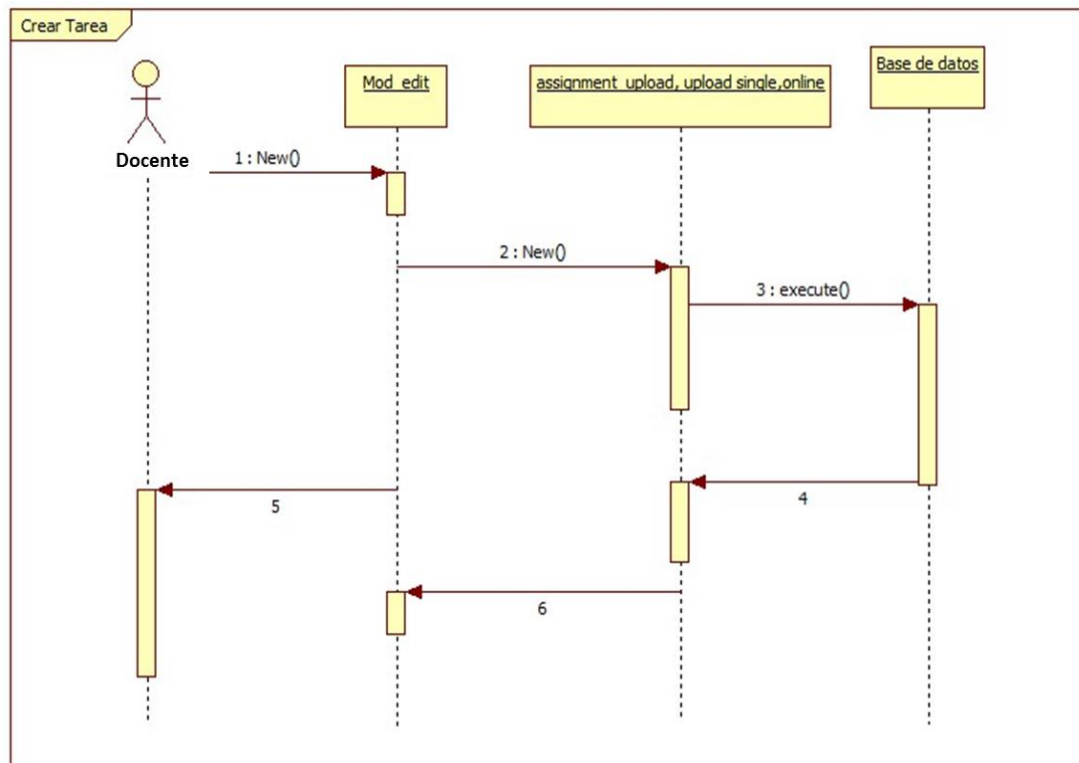 Crear Tarea
Mod_edit
assignment_upload, upload single,online
Base de datos
Docente
1 : New()
2 : New()
3 : execute()
4
5
6